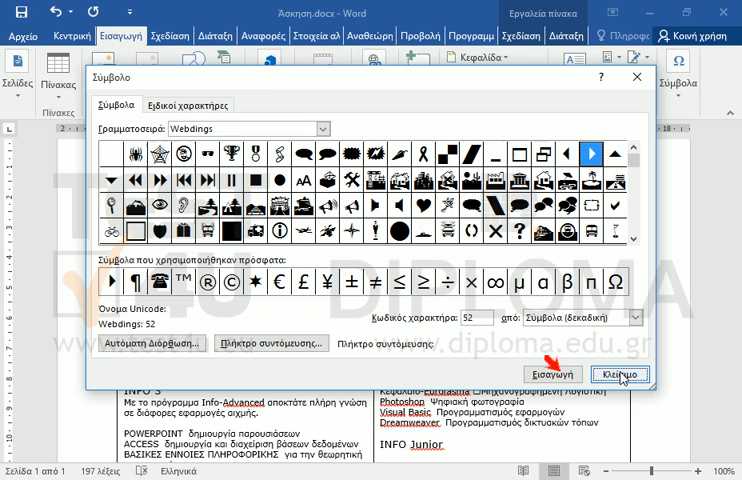 Άσκηση.docx - Word
Εργαλεία πίνακα
Αρχείο Κεντρική Εισαγωγή Σχεδίαση Διάταξη Αναφορές Στοιχεία αλ Αναθεώρη Προβολή Προγραμμ Σχεδίαση Διάταξη Πληροφο Κοινή χρήση
Σελίδες Πίνακας Κεφαλίδα Σύμβολα
Πίνακες
Σύμβολο
Σύμβολα Ειδικοί χαρακτήρες
Γραμματοσειρά: Webdings
Σύμβολα που χρησιμοποιήθηκαν πρόσφατα:
¶ ☎ ™ ® © ✶ € £ ¥ ± ≠ ≤ ≥ ÷ × ∞ μ α β π Ω
Όνομα Unicode:
Webdings: 52
Κωδικός χαρακτήρα: 52 από: Σύμβολα (δεκαδική)
Αυτόματη Διόρθωση... Πλήκτρο συντόμευσης... Πλήκτρο συντόμευσης:
DIPLOMA
www.diploma.edu.gr
Εισαγωγή Κλείσιμο
INFO 3
Με το πρόγραμμα Info-Advanced αποκτάτε πλήρη γνώση
σε διάφορες εφαρμογές αιχμής.
POWERPOINT δημιουργία παρουσιάσεων
ACCESS δημιουργία και διαχείριση βάσεων δεδομένων
ΒΑΣΙΚΕΣ ΕΝΝΟΙΕΣ ΠΛΗΡΟΦΟΡΙΚΗΣ για την θεωρητική
Photoshop Ψηφιακή φωτογραφία
Visual Basic Προγραμματισμός εφαρμογών
Dreamweaver Προγραμματισμός δικτυακών τόπων
INFO Junior
Σελίδα 1 από 1 197 λέξεις Ελληνικά 100%